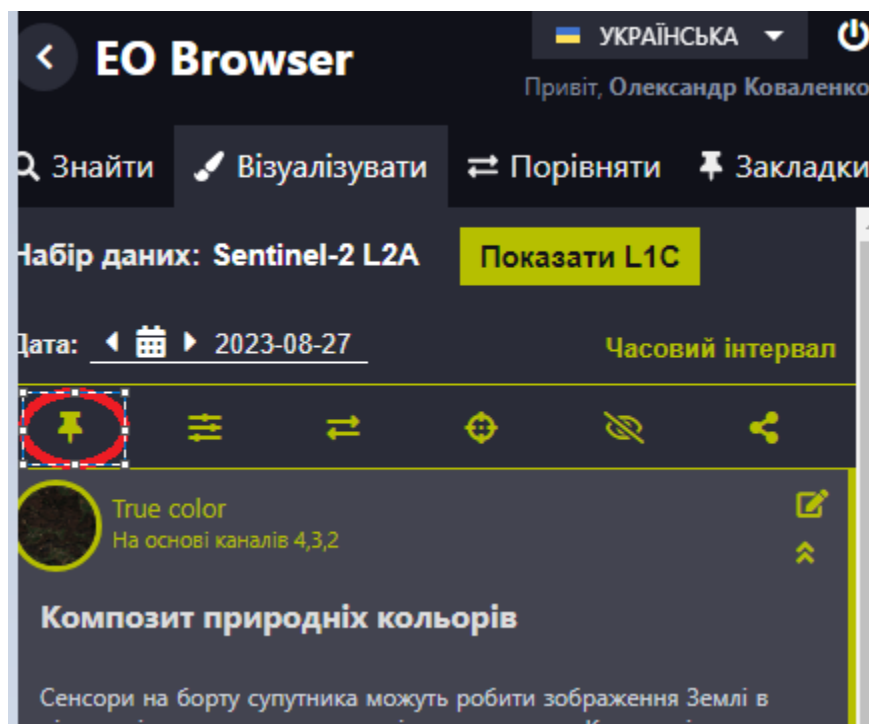 EO Browser
УКРАЇНСЬКА
Привіт, Олександр Коваленко
Знайти Візуалізувати Порівняти Закладки
Набір даних: Sentinel-2 L2A Показати L1C
Дата: 2023-08-27 Часовий інтервал
True color
На основі каналів 4,3,2
Композит природніх кольорів
Сенсори на борту супутника можуть робити зображення Землі в